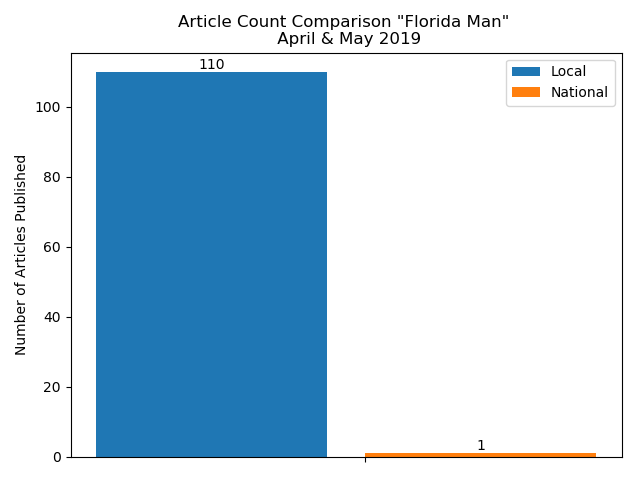 Article Count Comparison "Florida Man"
April & May 2019
110
Local
National
100
80
60
40
20
0
Number of Articles Published
1